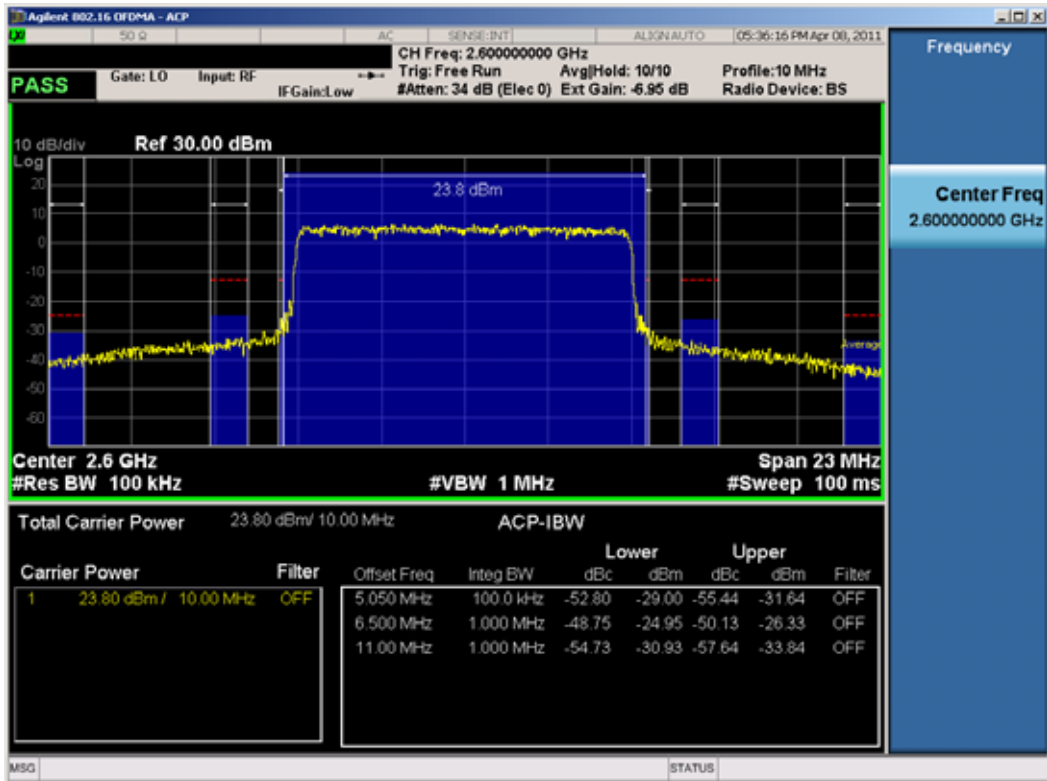 Agilent 802.16 OFDMA - ACP
LXI 50 Ω AC SENSE:INT ALIGN AUTO 05:36:16 PM Apr 08, 2011
CH Freq: 2.600000000 GHz
PASS Gate: LO Input: RF Trig: Free Run Avg|Hold: 10/10 Profile:10 MHz
IFGain:Low #Atten: 34 dB (Elec 0) Ext Gain: -6.95 dB Radio Device: BS
10 dB/div Ref 30.00 dBm
Log
20
23.8 dBm
10
0
-10
-20
-30
Average
-40
-50
-60
Center 2.6 GHz Span 23 MHz
#Res BW 100 kHz #VBW 1 MHz #Sweep 100 ms
Total Carrier Power 23.80 dBm/ 10.00 MHz ACP-IBW
Lower Upper
Carrier Power Filter Offset Freq Integ BW dBc dBm dBc dBm Filter
1 23.80 dBm / 10.00 MHz OFF 5.050 MHz 100.0 kHz -52.80 -29.00 -55.44 -31.64 OFF
6.500 MHz 1.000 MHz -48.75 -24.95 -50.13 -26.33 OFF
11.00 MHz 1.000 MHz -54.73 -30.93 -57.64 -33.84 OFF
MSG STATUS
Frequency
Center Freq
2.600000000 GHz